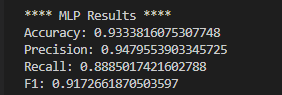 **** MLP Results ****
Accuracy: 0.9333816075307748
Precision: 0.9479553903345725
Recall: 0.8885017421602788
F1: 0.9172661870503597